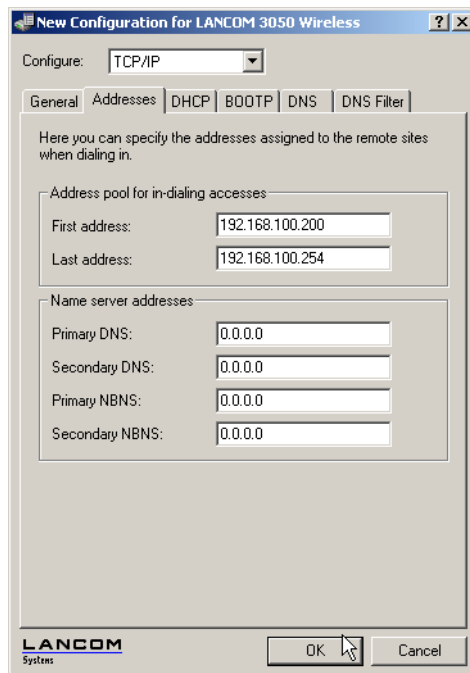 New Configuration for LANCOM 3050 Wireless
Configure: TCP/IP
General Addresses DHCP BOOTP DNS DNS Filter
Here you can specify the addresses assigned to the remote sites
when dialing in.
Address pool for in-dialing accesses
First address: 192.168.100.200
Last address: 192.168.100.254
Name server addresses
Primary DNS: 0.0.0.0
Secondary DNS: 0.0.0.0
Primary NBNS: 0.0.0.0
Secondary NBNS: 0.0.0.0
LANCOM
Systems
OK Cancel